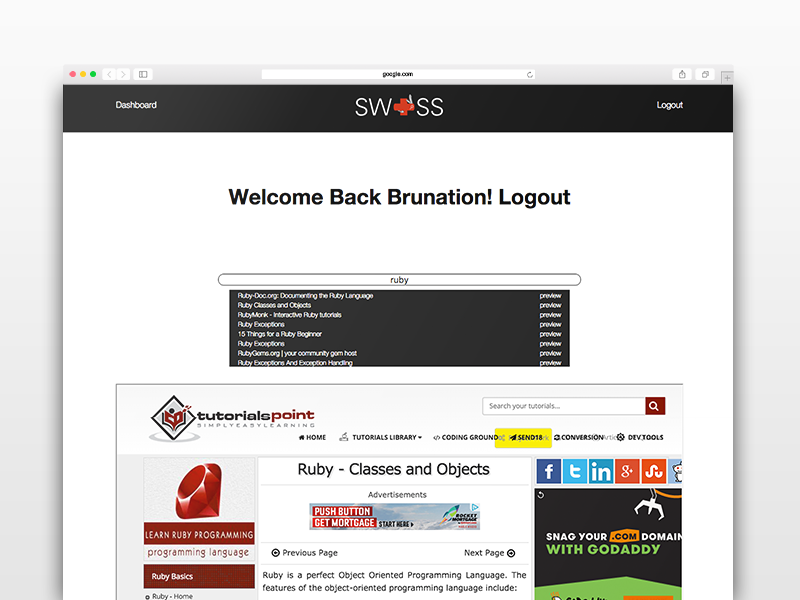 google.com
Dashboard
SW SS
Logout
Welcome Back Brunation! Logout
ruby
Ruby-Doc.org: Documenting the Ruby Language preview
Ruby Classes and Objects preview
RubyMonk - Interactive Ruby tutorials preview
Ruby Exceptions preview
15 Things for a Ruby Beginner preview
Ruby Exceptions preview
RubyGems.org | your community gem host preview
Ruby Exceptions And Exception Handling preview
tutorialspoint
SIMPLYEASYLEARNING
Search your tutorials...
HOME TUTORIALS LIBRARY </> CODING GROUND SEND18 CONVERSION DEV TOOLS
Ruby - Classes and Objects
Advertisements
PUSH BUTTON
GET MORTGAGE START HERE
ROCKET
MORTGAGE
Previous Page Next Page
LEARN RUBY PROGRAMMING
programming language
Ruby Basics
Ruby - Home
Ruby is a perfect Object Oriented Programming Language. The
features of the object-oriented programming language include:
f t in g+
SNAG YOUR .COM DOMAIN
WITH GODADDY